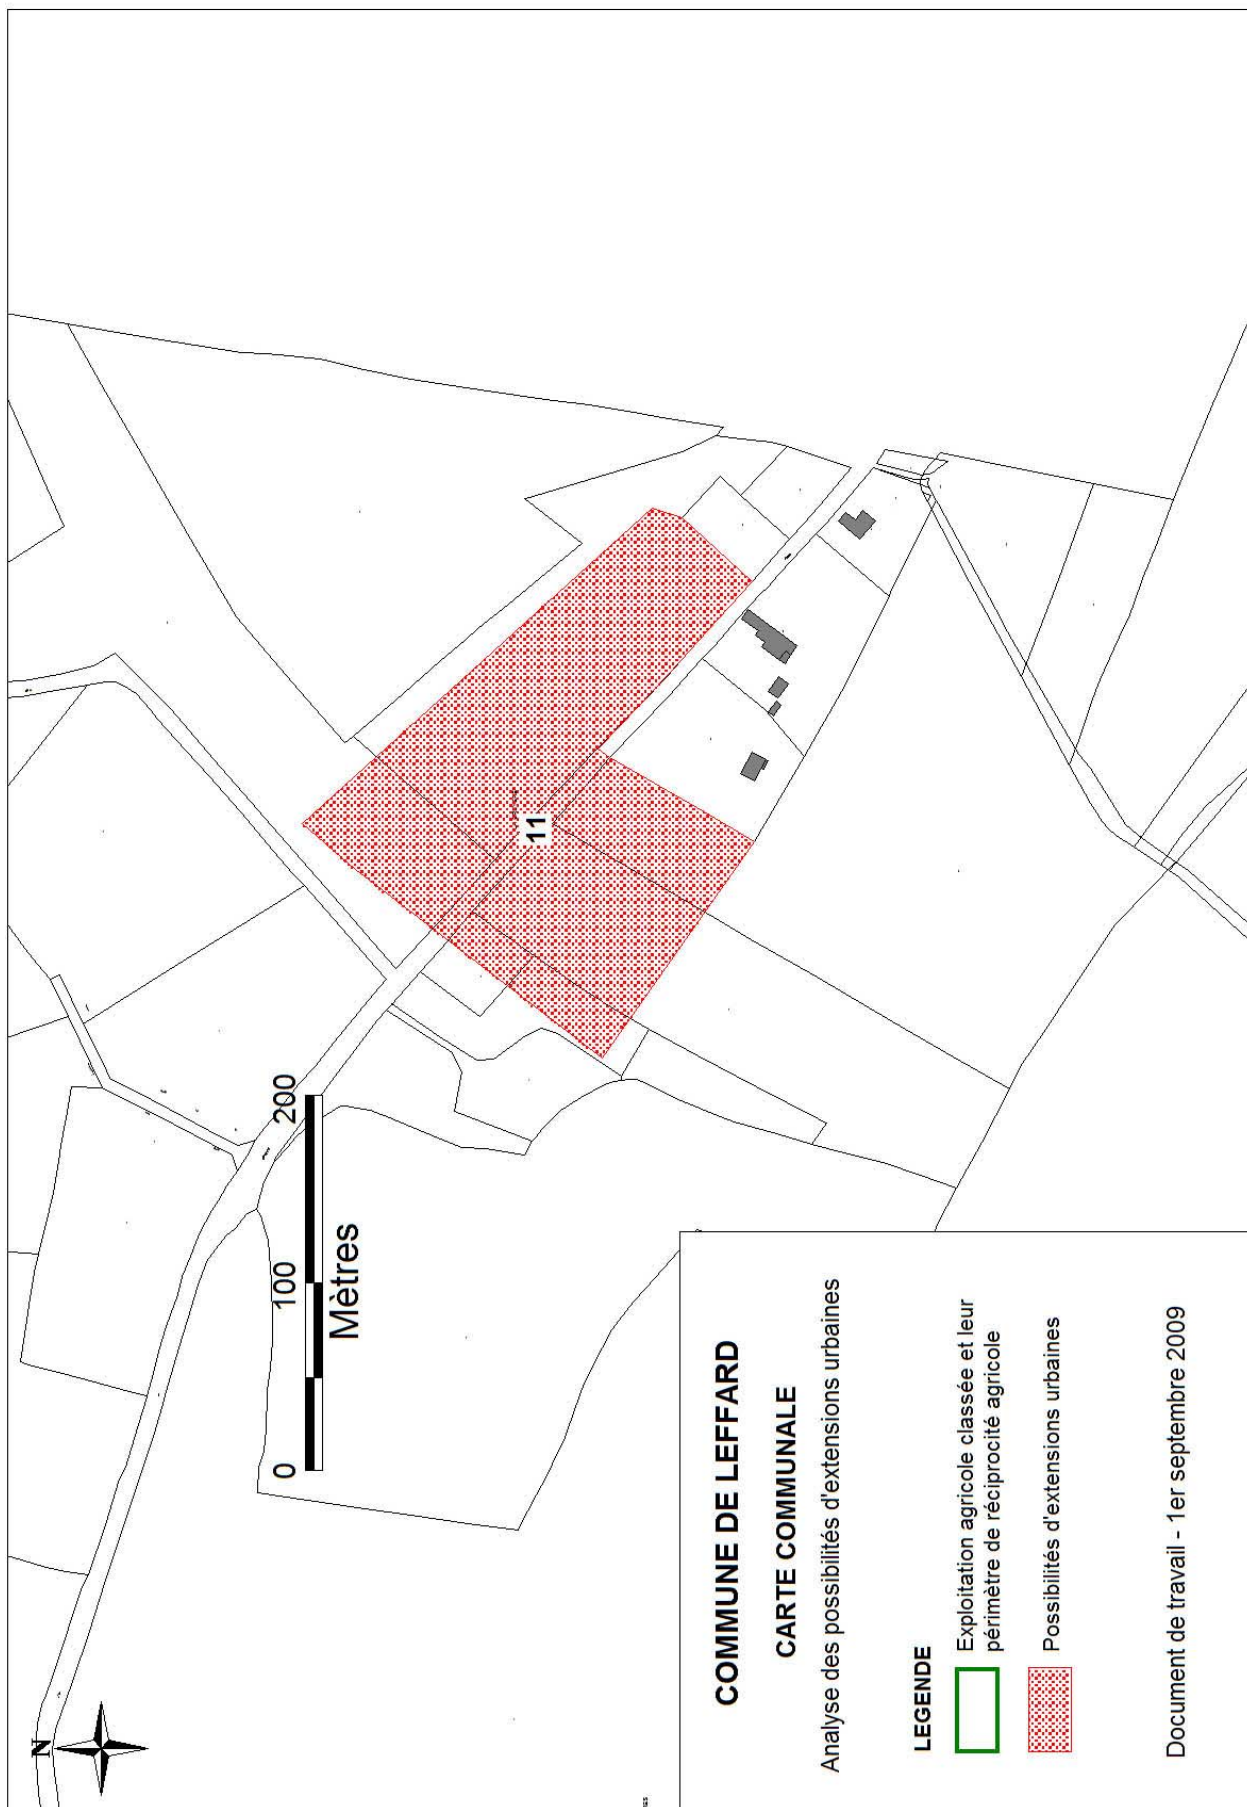 N
0 100 200
Mètres
11
COMMUNE DE LEFFARD
CARTE COMMUNALE
Analyse des possibilités d'extensions urbaines
LEGENDE
Exploitation agricole classée et leur
périmètre de réciprocité agricole
Possibilités d'extensions urbaines
Document de travail - 1er septembre 2009